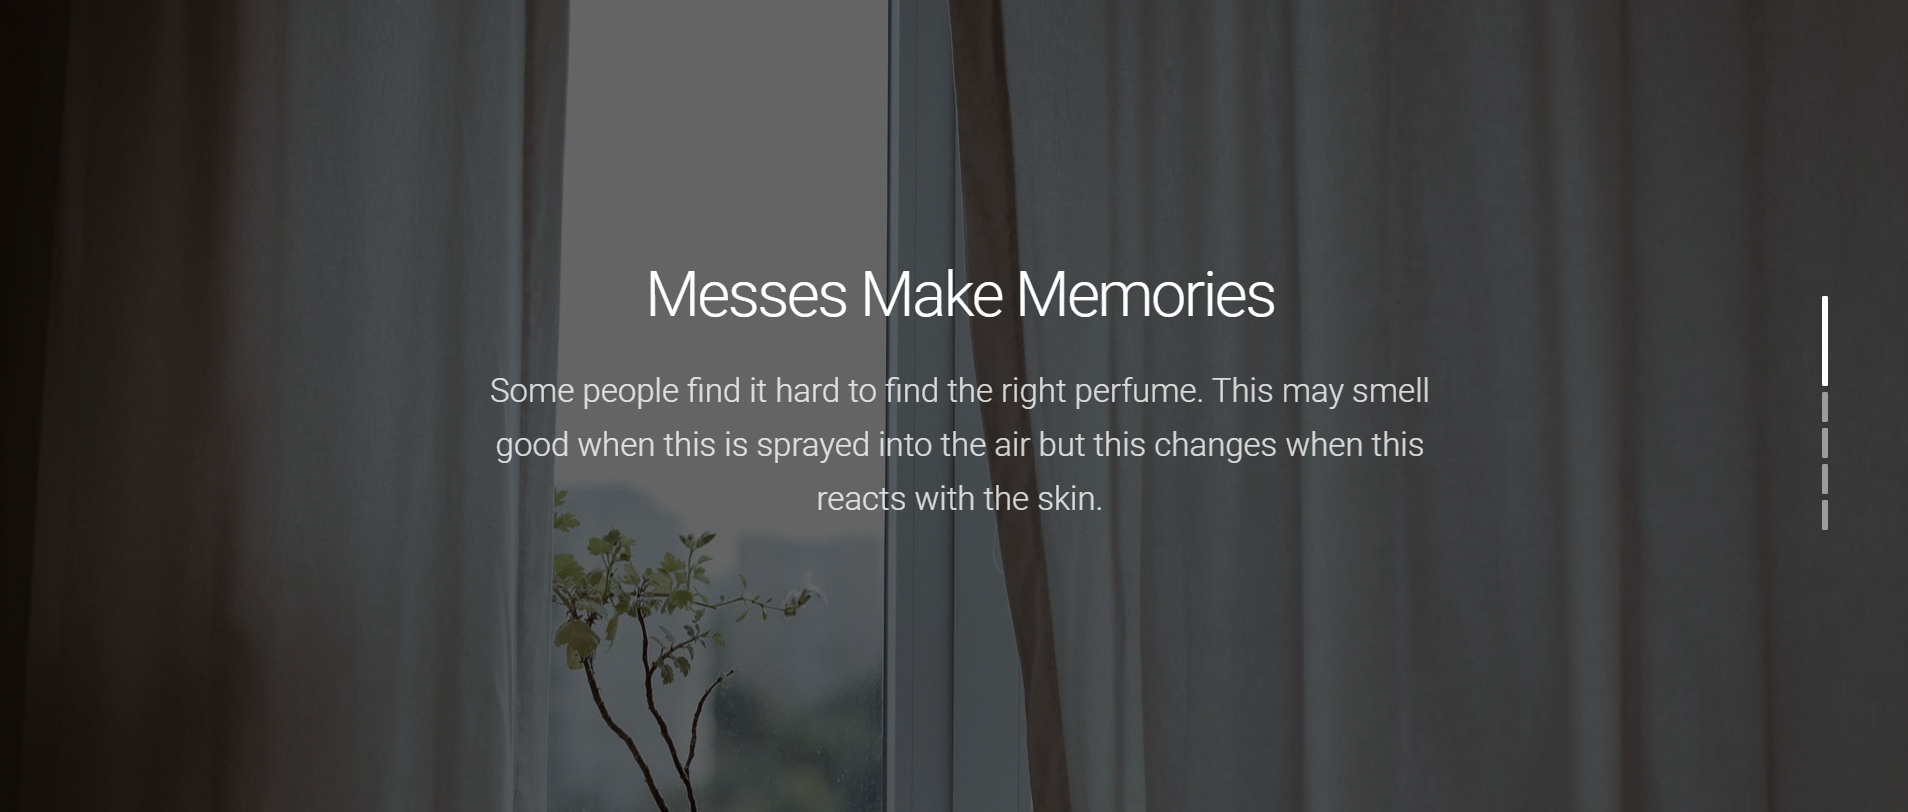 Messes Make Memories
Some people find it hard to find the right perfume. This may smell
good when this is sprayed into the air but this changes when this
reacts with the skin.